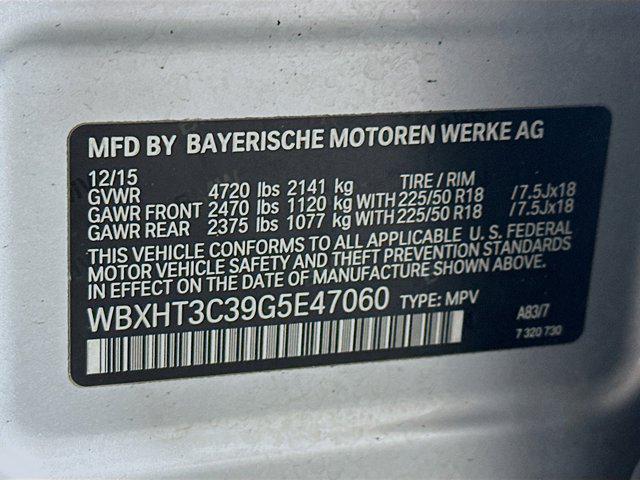 MFD BY BAYERISCHE MOTOREN WERKE AG
12/15 TIRE / RIM
GVWR 4720 lbs 2141 kg
GAWR FRONT 2470 lbs 1120 kg WITH 225/50 R18 /7.5Jx18
GAWR REAR 2375 lbs 1077 kg WITH 225/50 R18 /7.5Jx18
THIS VEHICLE CONFORMS TO ALL APPLICABLE U. S. FEDERAL
MOTOR VEHICLE SAFETY AND THEFT PREVENTION STANDARDS
IN EFFECT ON THE DATE OF MANUFACTURE SHOWN ABOVE.
WBXHT3C39G5E47060 TYPE: MPV A83/7
7 320 730